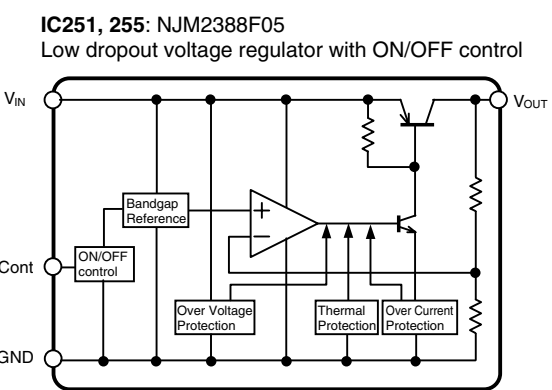 IC251, 255: NJM2388F05
Low dropout voltage regulator with ON/OFF control
VIN
VOUT
Bandgap
Reference
+
−
Cont
ON/OFF
control
Over Voltage
Protection
Thermal
Protection
Over Current
Protection
GND